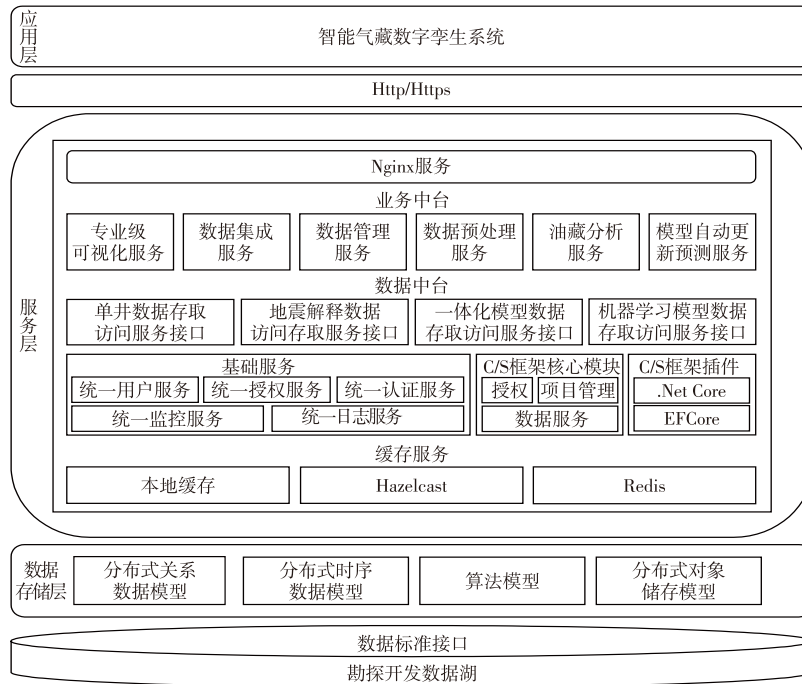 应用层
智能气藏数字孪生系统
Http/Https
服务层
Nginx服务
业务中台
专业级
可视化服务
数据集成
服务
数据管理
服务
数据预处理
服务
油藏分析
服务
模型自动更
新预测服务
数据中台
单井数据存取
访问服务接口
地震解释数据
访问存取服务接口
一体化模型数据
存取访问服务接口
机器学习模型数据
存取访问服务接口
基础服务
统一用户服务
统一授权服务
统一认证服务
统一监控服务
统一日志服务
C/S框架核心模块
授权
项目管理
数据服务
C/S框架插件
.Net Core
EFCore
缓存服务
本地缓存
Hazelcast
Redis
数据
存储层
分布式关系
数据模型
分布式时序
数据模型
算法模型
分布式对象
储存模型
数据标准接口
勘探开发数据湖